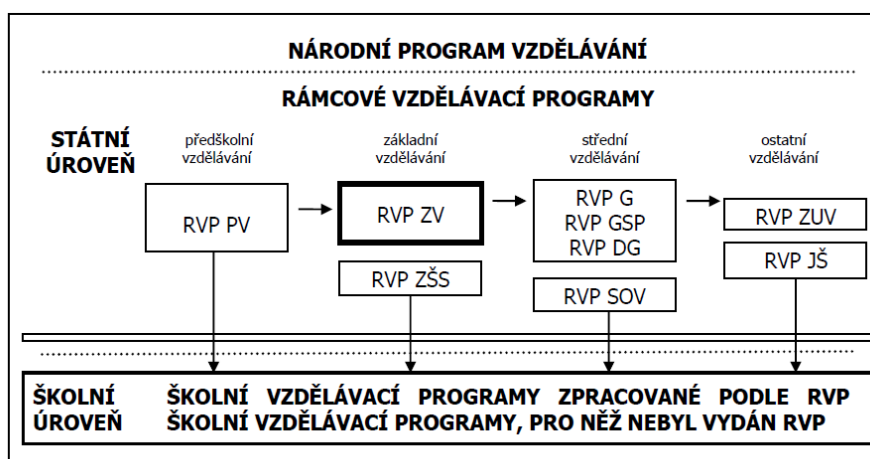 NÁRODNÍ PROGRAM VZDĚLÁVÁNÍ
RÁMCOVÉ VZDĚLÁVACÍ PROGRAMY
STÁTNÍ
ÚROVEŇ
předškolní
vzdělávání
základní
vzdělávání
střední
vzdělávání
ostatní
vzdělávání
RVP PV
RVP ZV
RVP G
RVP GSP
RVP DG
RVP ZUV
RVP ZŠS
RVP SOV
RVP JŠ
ŠKOLNÍ ŠKOLNÍ VZDĚLÁVACÍ PROGRAMY ZPRACOVANÉ PODLE RVP
ÚROVEŇ ŠKOLNÍ VZDĚLÁVACÍ PROGRAMY, PRO NĚŽ NEBYL VYDÁN RVP